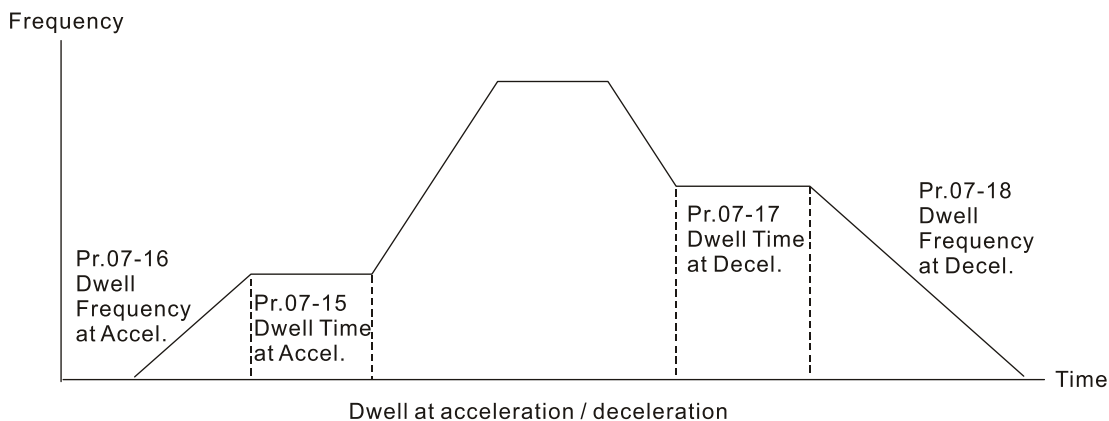 Frequency
Pr.07-16
Dwell
Frequency
at Accel.
Pr.07-15
Dwell Time
at Accel.
Pr.07-17
Dwell Time
at Decel.
Pr.07-18
Dwell
Frequency
at Decel.
Time
Dwell at acceleration / deceleration